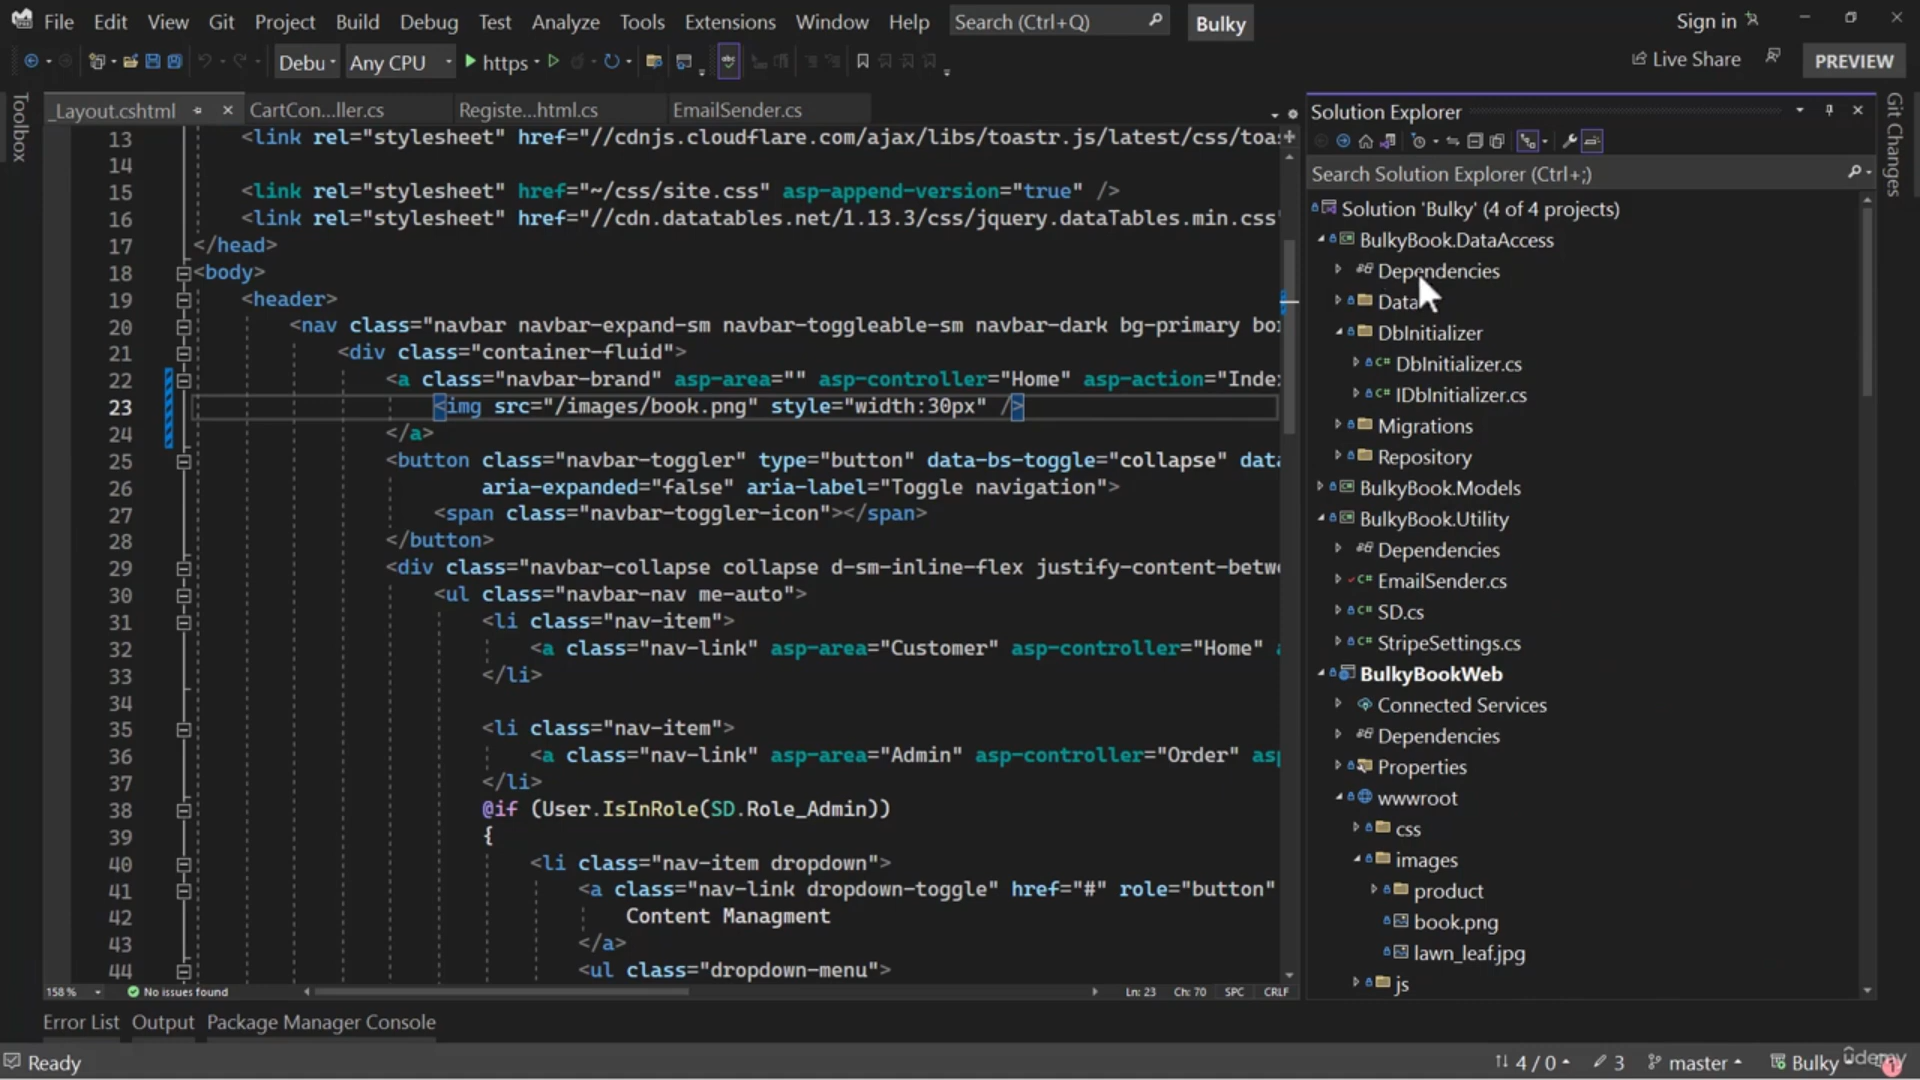 File Edit View Git Project Build Debug Test Analyze Tools Extensions Window Help Search (Ctrl+Q) Bulky Sign in
Debu Any CPU https Live Share PREVIEW
Toolbox
_Layout.cshtml CartCon...ller.cs Registe...html.cs EmailSender.cs
13 <link rel="stylesheet" href="//cdnjs.cloudflare.com/ajax/libs/toastr.js/latest/css/toas
14
15 <link rel="stylesheet" href="~/css/site.css" asp-append-version="true" />
16 <link rel="stylesheet" href="//cdn.datatables.net/1.13.3/css/jquery.dataTables.min.css"
17 </head>
18 <body>
19 <header>
20 <nav class="navbar navbar-expand-sm navbar-toggleable-sm navbar-dark bg-primary bo
21 <div class="container-fluid">
22 <a class="navbar-brand" asp-area="" asp-controller="Home" asp-action="Inde
23 <img src="/images/book.png" style="width:30px" />
24 </a>
25 <button class="navbar-toggler" type="button" data-bs-toggle="collapse" data
26 aria-expanded="false" aria-label="Toggle navigation">
27 <span class="navbar-toggler-icon"></span>
28 </button>
29 <div class="navbar-collapse collapse d-sm-inline-flex justify-content-betw
30 <ul class="navbar-nav me-auto">
31 <li class="nav-item">
32 <a class="nav-link" asp-area="Customer" asp-controller="Home"
33 </li>
34
35 <li class="nav-item">
36 <a class="nav-link" asp-area="Admin" asp-controller="Order" asp
37 </li>
38 @if (User.IsInRole(SD.Role_Admin))
39 {
40 <li class="nav-item dropdown">
41 <a class="nav-link dropdown-toggle" href="#" role="button"
42 Content Managment
43 </a>
44 <ul class="dropdown-menu">
158 % No issues found Ln: 23 Ch: 70 SPC CRLF
Solution Explorer
Search Solution Explorer (Ctrl+;)
Solution 'Bulky' (4 of 4 projects)
BulkyBook.DataAccess
Dependencies
Data
DbInitializer
C# DbInitializer.cs
C# IDbInitializer.cs
Migrations
Repository
BulkyBook.Models
BulkyBook.Utility
Dependencies
C# EmailSender.cs
C# SD.cs
C# StripeSettings.cs
BulkyBookWeb
Connected Services
Dependencies
Properties
wwwroot
css
images
product
book.png
lawn_leaf.jpg
js
Git Changes
Error List Output Package Manager Console
Ready 4 / 0 3 master Bulky 1
ûdemy